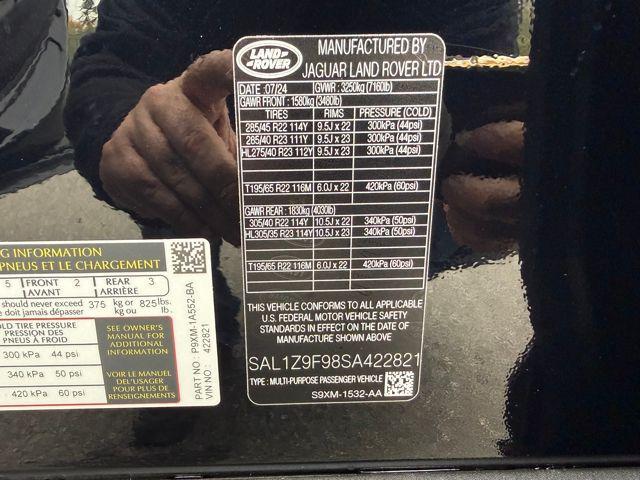 LAND ROVER
MANUFACTURED BY
JAGUAR LAND ROVER LTD
DATE :07/24 GVWR : 3250kg (7160lb)
GAWR FRONT : 1580kg (3480lb)
TIRES RIMS PRESSURE (COLD)
285/45 R22 114Y 9.5J x 22 300kPa (44psi)
285/40 R23 111Y 9.5J x 23 300kPa (44psi)
HL275/40 R23 112Y 9.5J x 23 300kPa (44psi)
T195/65 R22 116M 6.0J x 22 420kPa (60psi)
GAWR REAR : 1830kg (4030lb)
305/40 R22 114Y 10.5J x 22 340kPa (50psi)
HL305/35 R23 114Y 10.5J x 23 340kPa (50psi)
T195/65 R22 116M 6.0J x 22 420kPa (60psi)
THIS VEHICLE CONFORMS TO ALL APPLICABLE
U.S. FEDERAL MOTOR VEHICLE SAFETY
STANDARDS IN EFFECT ON THE DATE OF
MANUFACTURE SHOWN ABOVE
SAL1Z9F98SA422821
TYPE : MULTI-PURPOSE PASSENGER VEHICLE
S9XM-1532-AA
G INFORMATION
PNEUS ET LE CHARGEMENT
5 FRONT AVANT 2 REAR ARRIÈRE 3
should never exceed 375 kg or kg ou 825 lbs. lb.
COLD TIRE PRESSURE
PRESSION DES
PNEUS À FROID
300 kPa 44 psi
340 kPa 50 psi
420 kPa 60 psi
SEE OWNER'S
MANUAL FOR
ADDITIONAL
INFORMATION
VOIR LE MANUEL
DE L'USAGER
POUR PLUS DE
RENSEIGNEMENTS
PART NO : P9XM-1A552-BA
VIN NO : 422821